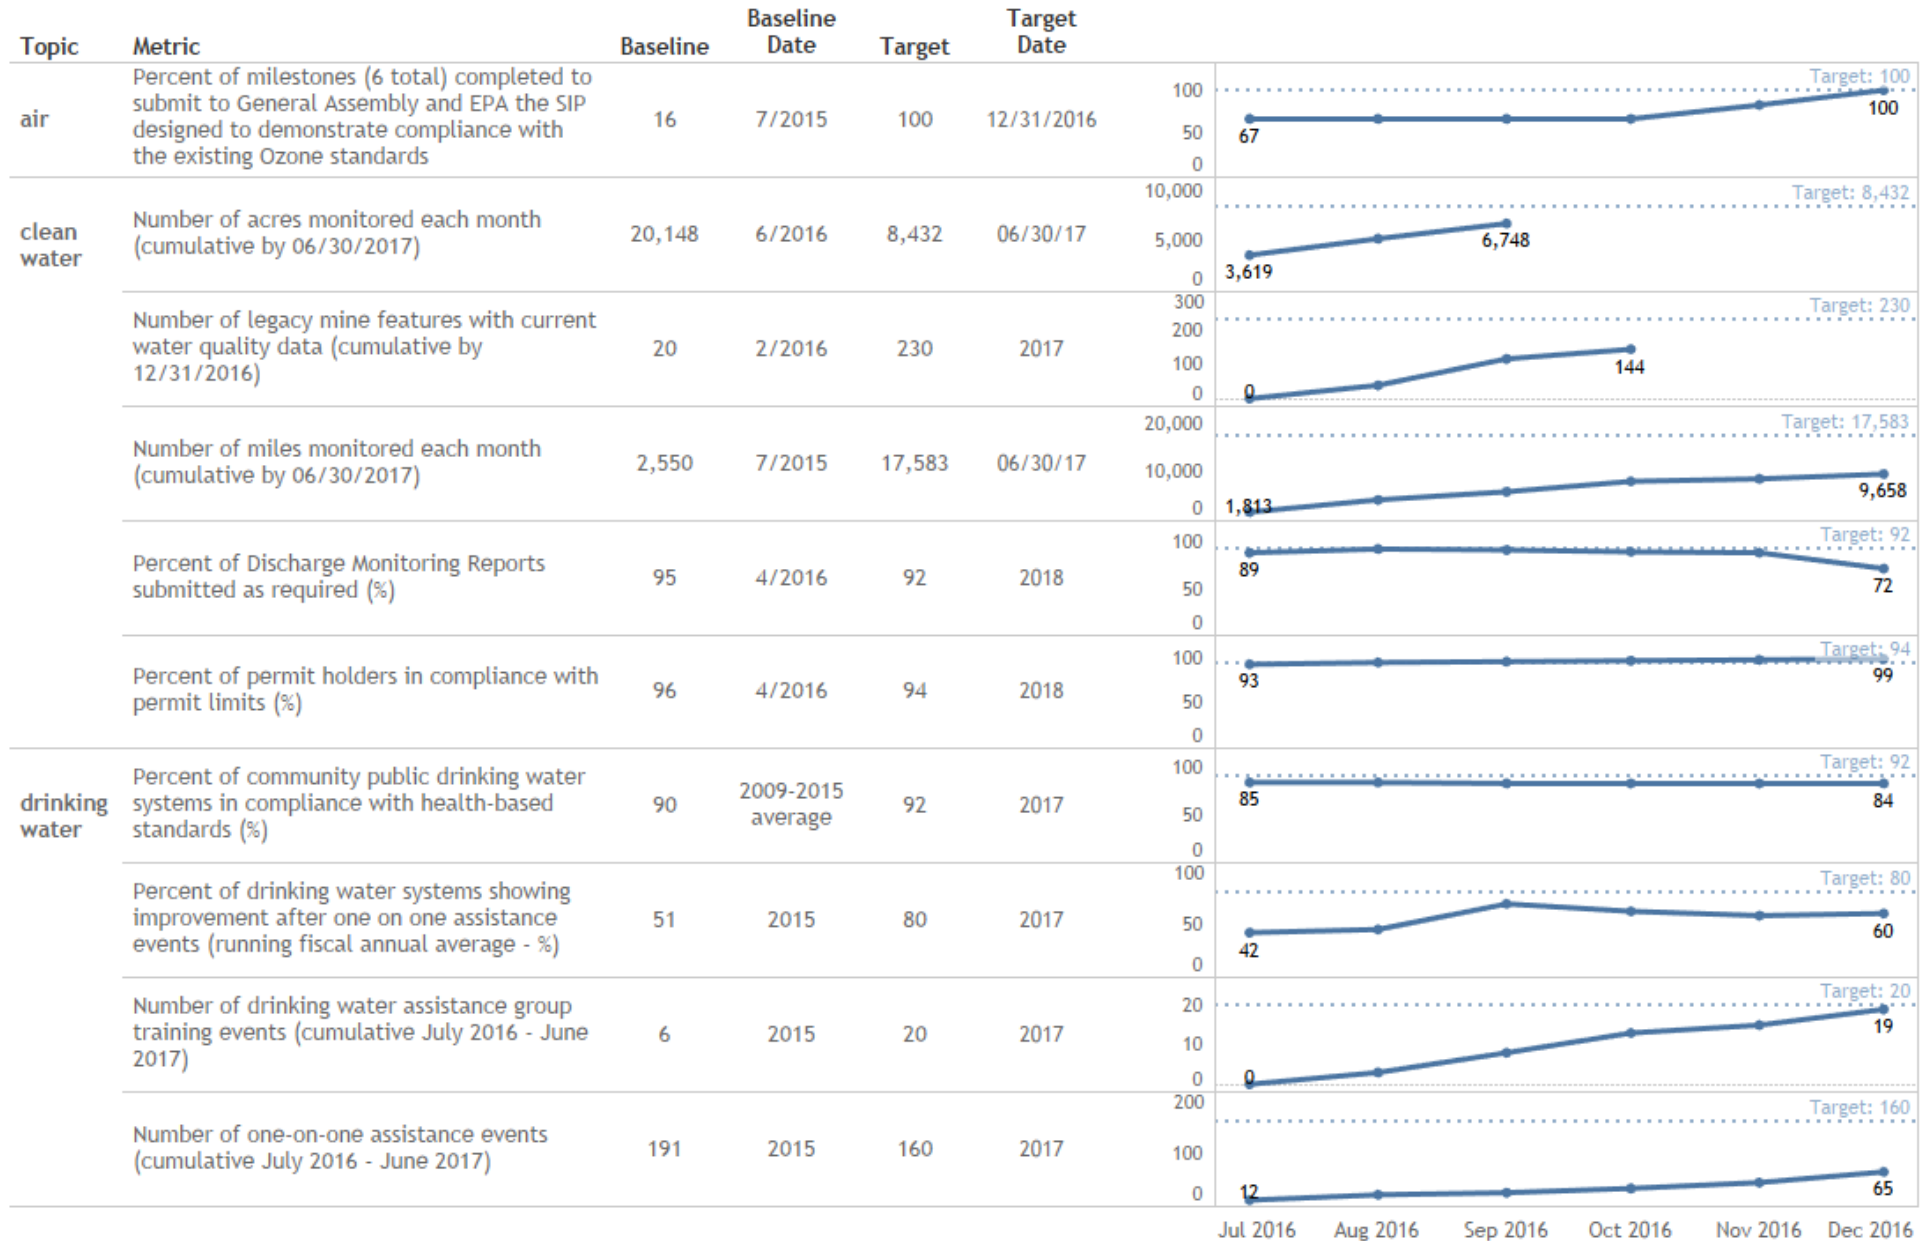 Topic Metric Baseline Baseline Date Target Target Date
air
Percent of milestones (6 total) completed to
submit to General Assembly and EPA the SIP
designed to demonstrate compliance with
the existing Ozone standards
16 7/2015 100 12/31/2016
100
50
0
Target: 100
67
100
clean
water
Number of acres monitored each month
(cumulative by 06/30/2017)
20,148 6/2016 8,432 06/30/17
10,000
5,000
0
Target: 8,432
3,619
6,748
Number of legacy mine features with current
water quality data (cumulative by
12/31/2016)
20 2/2016 230 2017
300
200
100
0
Target: 230
0
144
Number of miles monitored each month
(cumulative by 06/30/2017)
2,550 7/2015 17,583 06/30/17
20,000
10,000
0
Target: 17,583
1,813
9,658
Percent of Discharge Monitoring Reports
submitted as required (%)
95 4/2016 92 2018
100
50
0
Target: 92
89
72
Percent of permit holders in compliance with
permit limits (%)
96 4/2016 94 2018
100
50
0
Target: 94
93
99
drinking
water
Percent of community public drinking water
systems in compliance with health-based
standards (%)
90 2009-2015 average 92 2017
100
50
0
Target: 92
85
84
Percent of drinking water systems showing
improvement after one on one assistance
events (running fiscal annual average - %)
51 2015 80 2017
100
50
0
Target: 80
42
60
Number of drinking water assistance group
training events (cumulative July 2016 - June
2017)
6 2015 20 2017
20
10
0
Target: 20
0
19
Number of one-on-one assistance events
(cumulative July 2016 - June 2017)
191 2015 160 2017
200
100
0
Target: 160
12
65
Jul 2016 Aug 2016 Sep 2016 Oct 2016 Nov 2016 Dec 2016